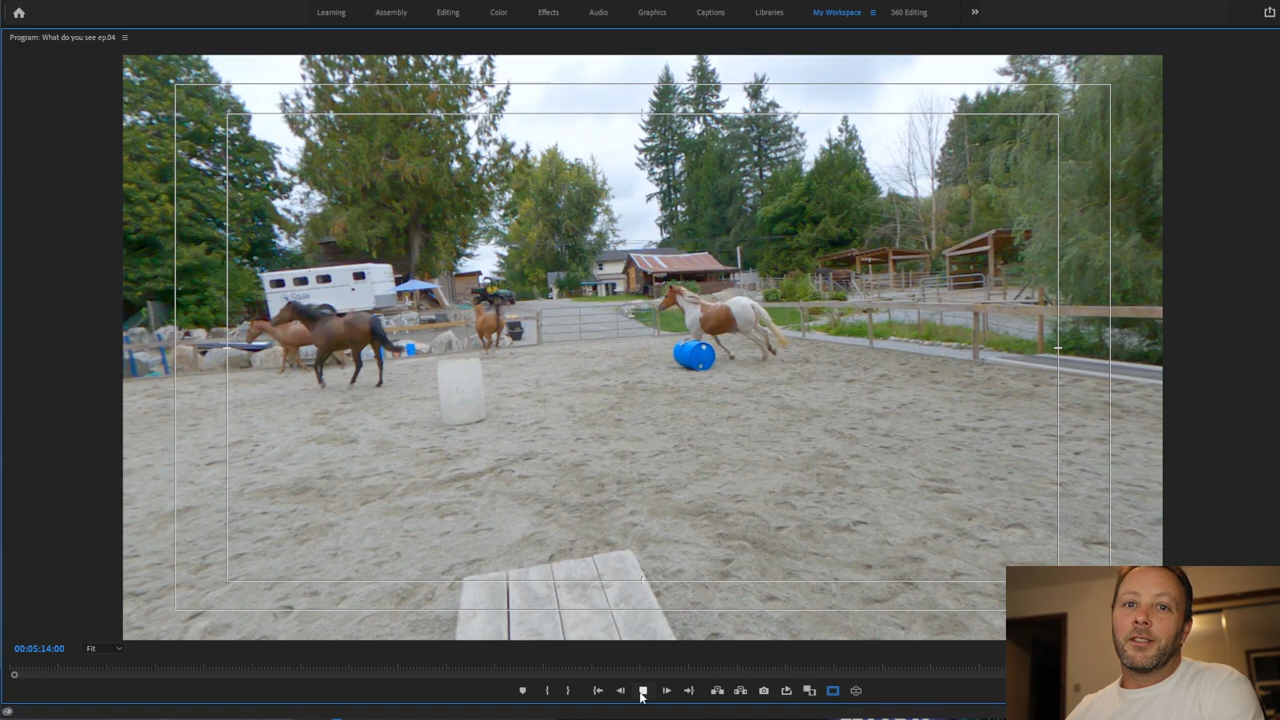 Learning Assembly Editing Color Effects Audio Graphics Captions Libraries My Workspace 360 Editing
Program: What do you see ep.04
00:05:14:00 Fit